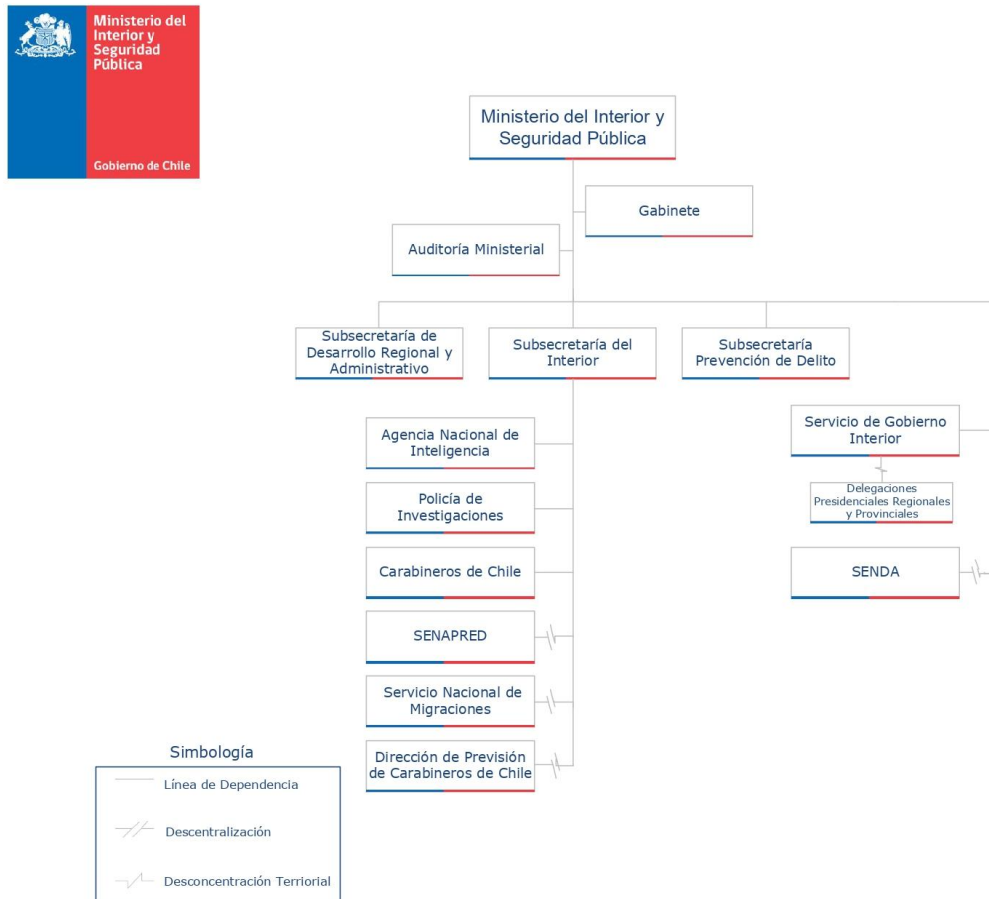 Ministerio del
Interior y
Seguridad
Pública
Gobierno de Chile
Ministerio del Interior y
Seguridad Pública
Gabinete
Auditoría Ministerial
Subsecretaría de
Desarrollo Regional y
Administrativo
Subsecretaría del
Interior
Subsecretaría
Prevención de Delito
Agencia Nacional de
Inteligencia
Policía de
Investigaciones
Carabineros de Chile
SENAPRED
Servicio Nacional de
Migraciones
Dirección de Previsión
de Carabineros de Chile
Servicio de Gobierno
Interior
Delegaciones
Presidenciales Regionales
y Provinciales
SENDA
Simbología
Línea de Dependencia
Descentralización
Desconcentración Terriorial